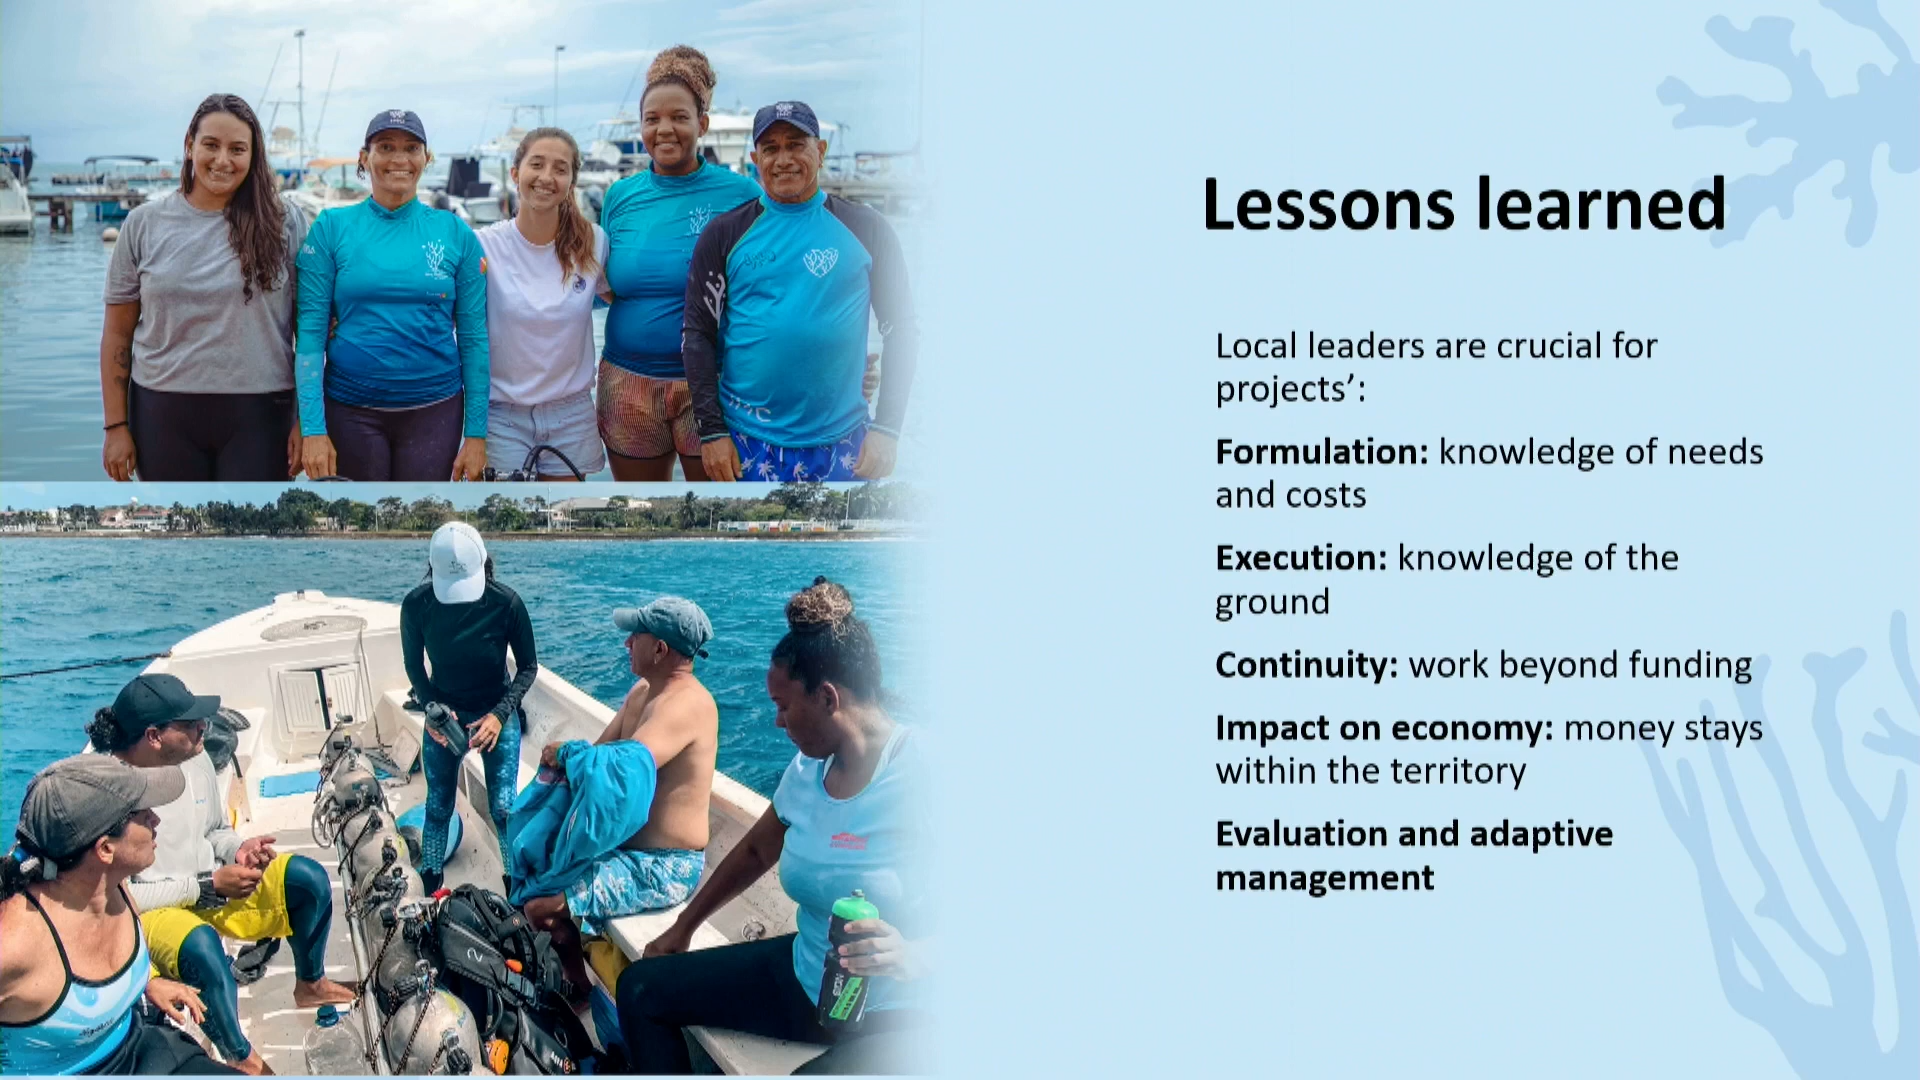 Lessons learned
Local leaders are crucial for
projects’:
Formulation: knowledge of needs
and costs
Execution: knowledge of the
ground
Continuity: work beyond funding
Impact on economy: money stays
within the territory
Evaluation and adaptive
management